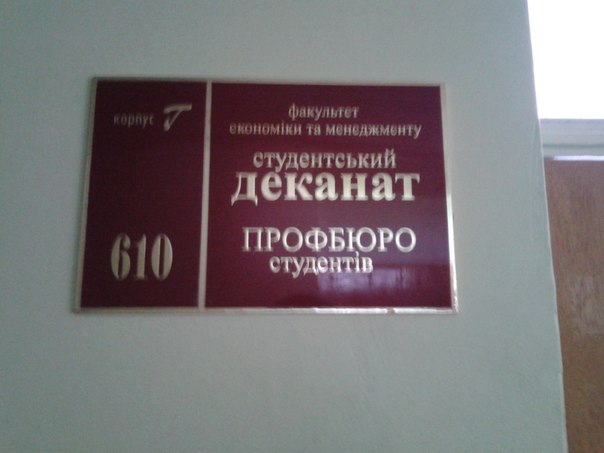 корпус Г
610
факультет
економіки та менеджменту
студентський
деканат
ПРОФБЮРО
студентів